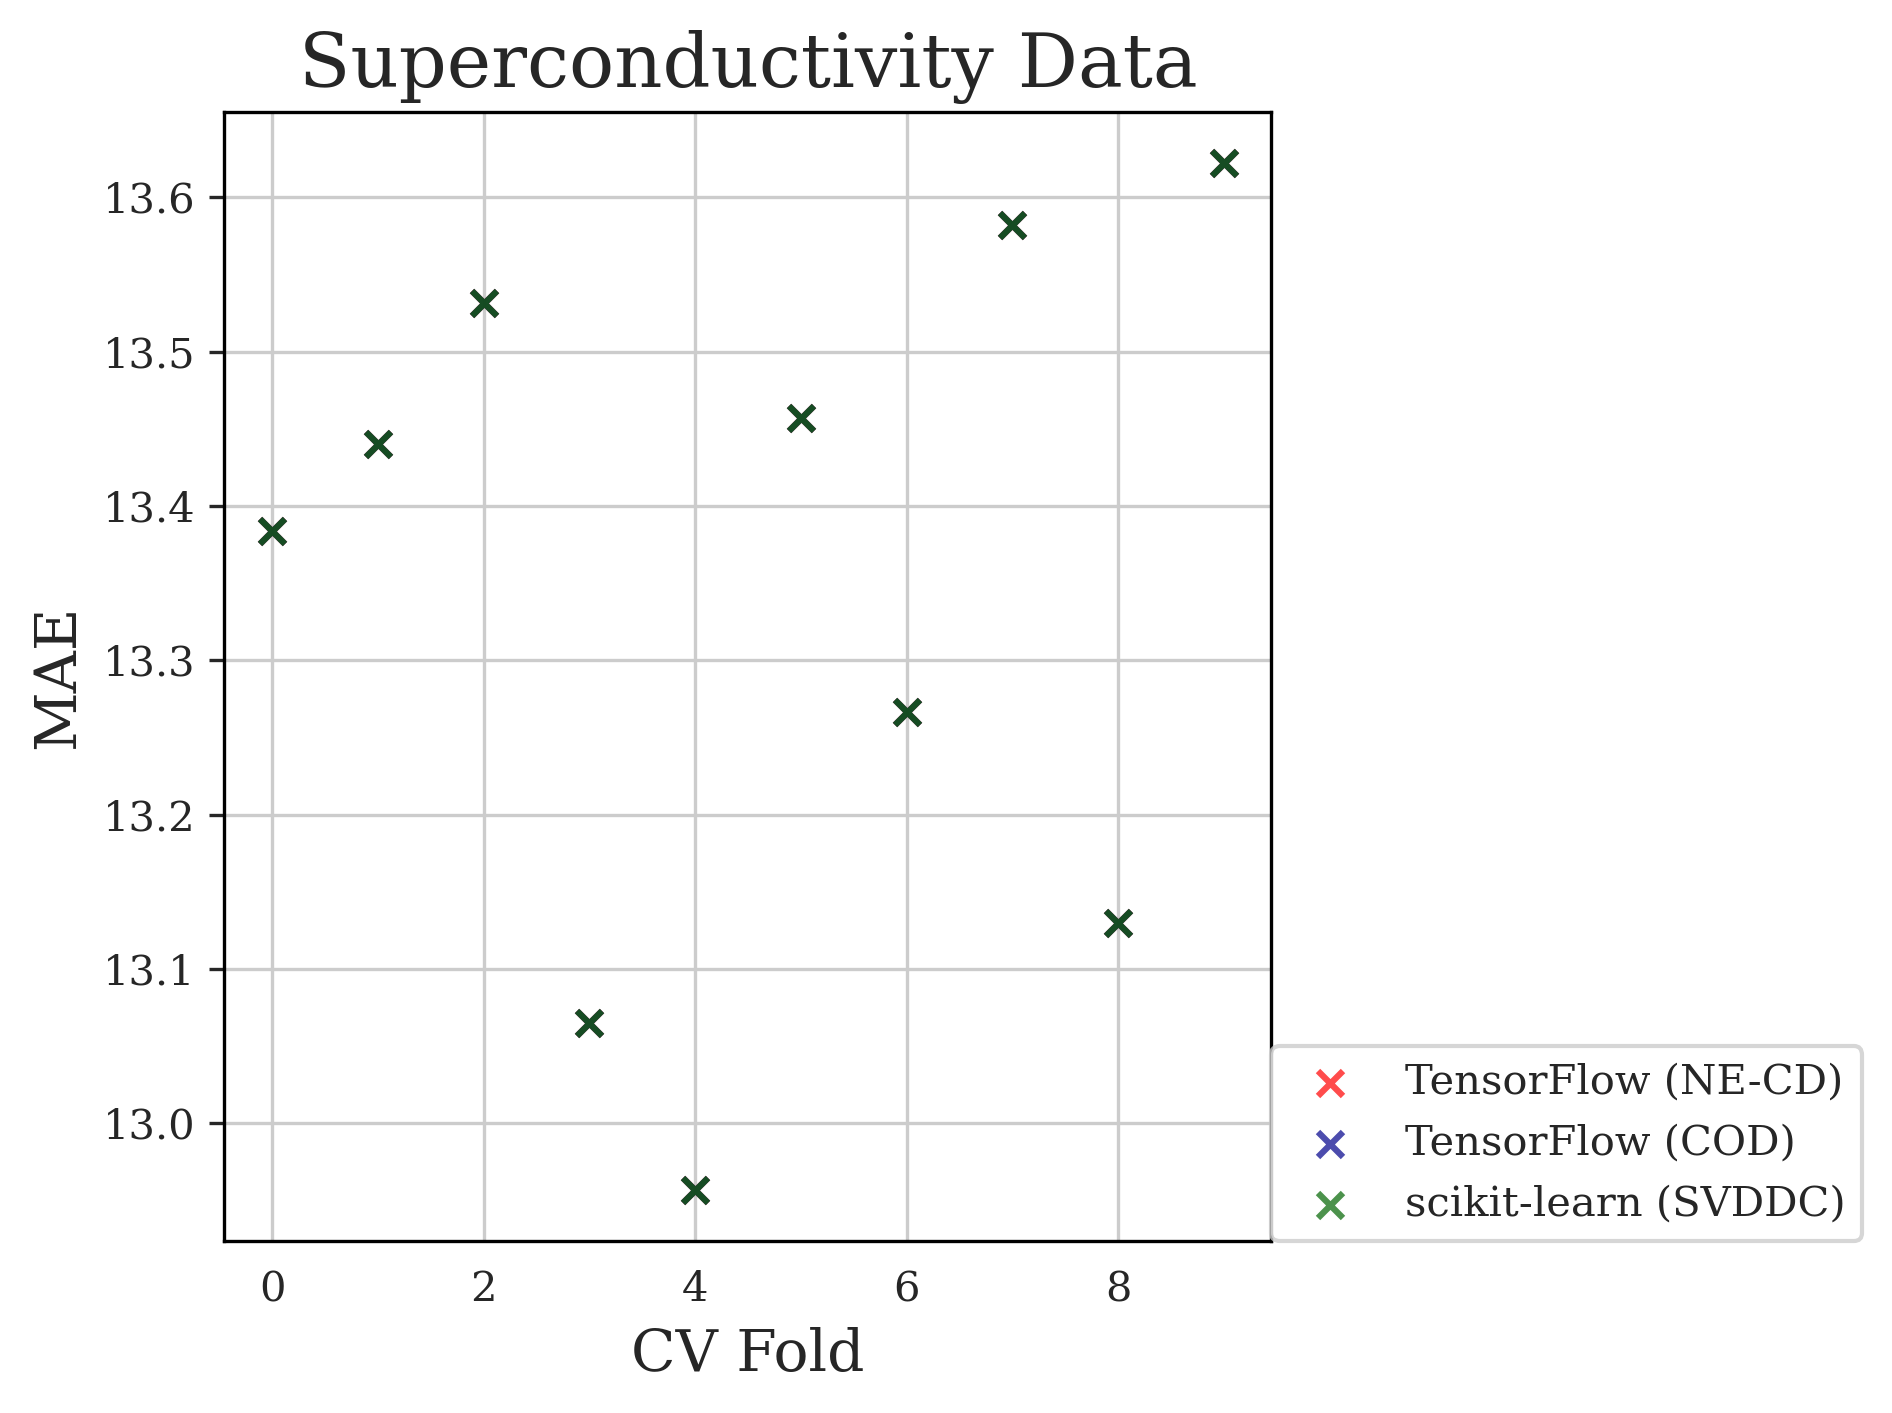 Superconductivity Data
MAE
13.6
13.5
13.4
13.3
13.2
13.1
13.0
0 2 4 6 8
CV Fold
TensorFlow (NE-CD)
TensorFlow (COD)
scikit-learn (SVDDC)